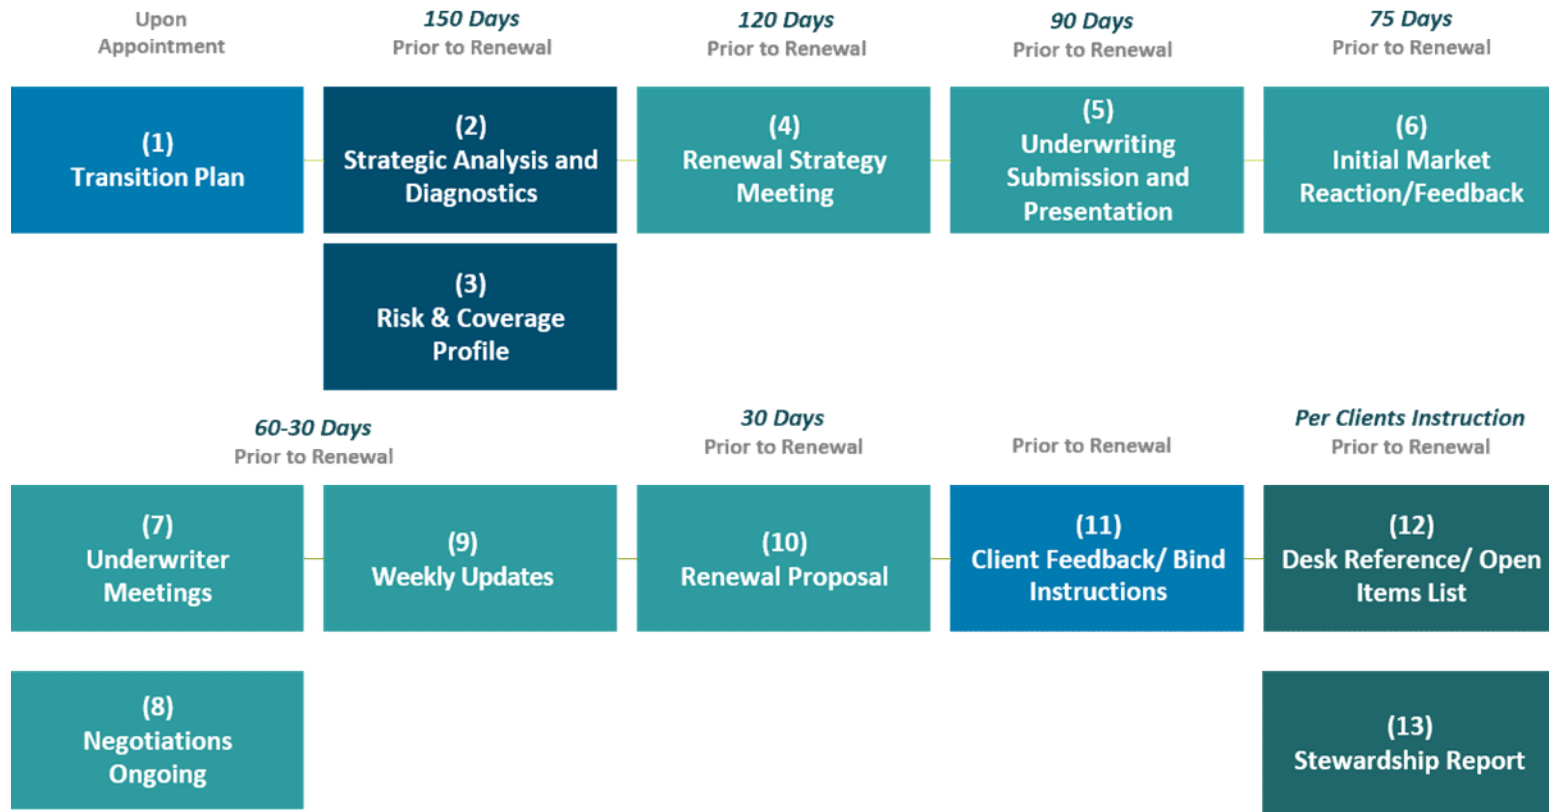 Upon
Appointment
150 Days
Prior to Renewal
120 Days
Prior to Renewal
90 Days
Prior to Renewal
75 Days
Prior to Renewal
(1)
Transition Plan
(2)
Strategic Analysis and
Diagnostics
(4)
Renewal Strategy
Meeting
(5)
Underwriting
Submission and
Presentation
(6)
Initial Market
Reaction/Feedback
(3)
Risk & Coverage
Profile
60-30 Days
Prior to Renewal
30 Days
Prior to Renewal
Prior to Renewal
Per Clients Instruction
Prior to Renewal
(7)
Underwriter
Meetings
(9)
Weekly Updates
(10)
Renewal Proposal
(11)
Client Feedback/ Bind
Instructions
(12)
Desk Reference/ Open
Items List
(8)
Negotiations
Ongoing
(13)
Stewardship Report